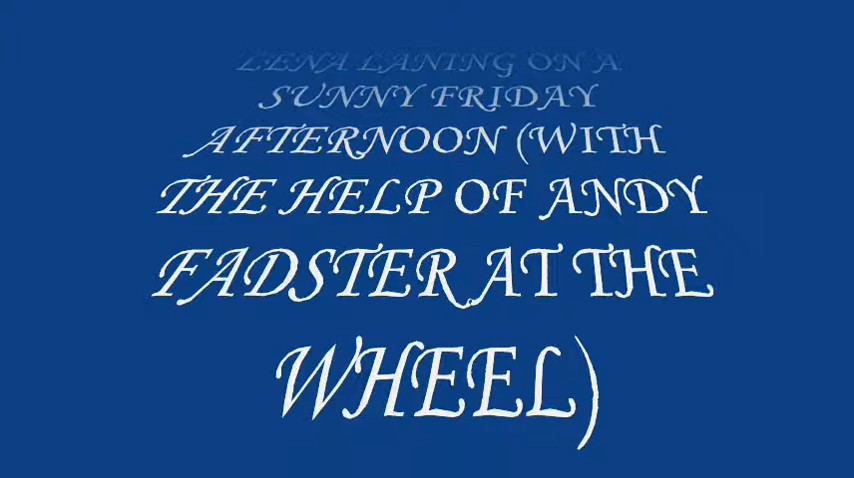 LENA LANING ON A
SUNNY FRIDAY
AFTERNOON (WITH
THE HELP OF ANDY
FADSTER AT THE
WHEEL)